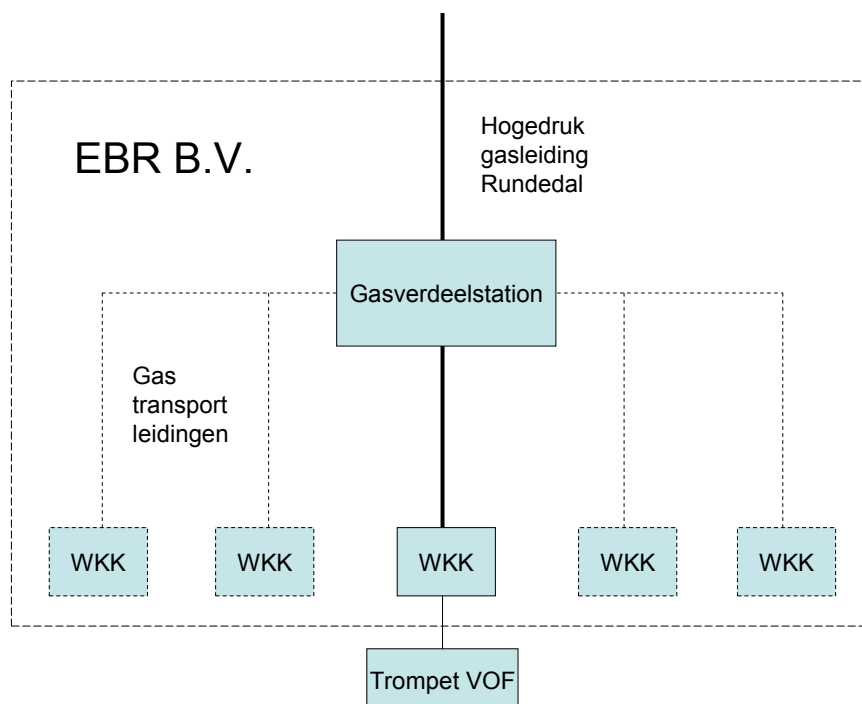 EBR B.V.
Hogedruk
gasleiding
Rundedal
Gasverdeelstation
Gas
transport
leidingen
WKK
WKK
WKK
WKK
WKK
Trompet VOF